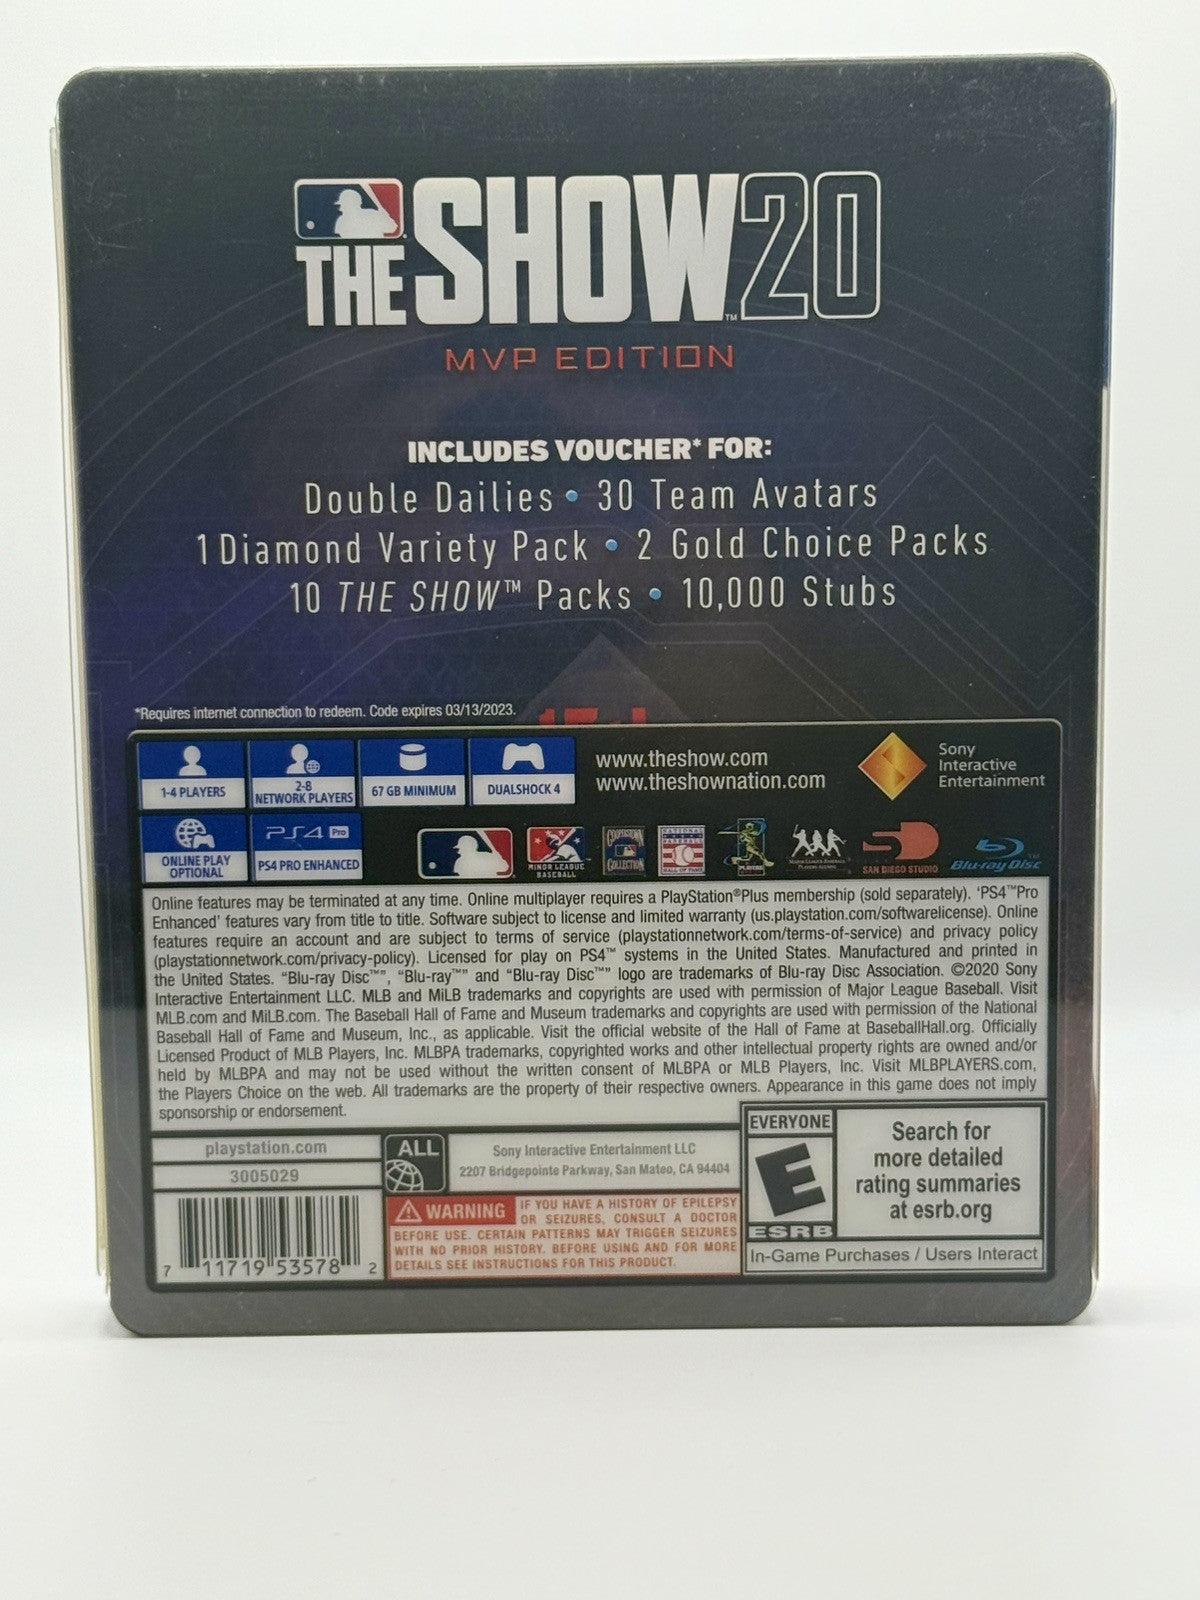 THE SHOW 20
™
MVP EDITION
INCLUDES VOUCHER* FOR:
Double Dailies • 30 Team Avatars
1 Diamond Variety Pack • 2 Gold Choice Packs
10 THE SHOW™ Packs • 10,000 Stubs
*Requires internet connection to redeem. Code expires 03/13/2023.
1-4 PLAYERS
2-8
NETWORK PLAYERS
67 GB MINIMUM
DUALSHOCK 4
www.theshow.com
www.theshownation.com
Sony
Interactive
Entertainment
ONLINE PLAY
OPTIONAL
PS4 Pro
PS4 PRO ENHANCED
MINOR LEAGUE
BASEBALL
COOPERSTOWN
COLLECTION
NATIONAL
BASEBALL
HALL OF FAME
PLAYERS
MAJOR LEAGUE BASEBALL
PLAYERS ALUMNI
SAN DIEGO STUDIO
Blu-ray Disc™
Online features may be terminated at any time. Online multiplayer requires a PlayStation®Plus membership (sold separately). 'PS4™Pro
Enhanced' features vary from title to title. Software subject to license and limited warranty (us.playstation.com/softwarelicense). Online
features require an account and are subject to terms of service (playstationnetwork.com/terms-of-service) and privacy policy
(playstationnetwork.com/privacy-policy). Licensed for play on PS4™ systems in the United States. Manufactured and printed in
the United States. “Blu-ray Disc™”, “Blu-ray™” and “Blu-ray Disc™” logo are trademarks of Blu-ray Disc Association. ©2020 Sony
Interactive Entertainment LLC. MLB and MiLB trademarks and copyrights are used with permission of Major League Baseball. Visit
MLB.com and MiLB.com. The Baseball Hall of Fame and Museum trademarks and copyrights are used with permission of the National
Baseball Hall of Fame and Museum, Inc., as applicable. Visit the official website of the Hall of Fame at BaseballHall.org. Officially
Licensed Product of MLB Players, Inc. MLBPA trademarks, copyrighted works and other intellectual property rights are owned and/or
held by MLBPA and may not be used without the written consent of MLBPA or MLB Players, Inc. Visit MLBPLAYERS.com,
the Players Choice on the web. All trademarks are the property of their respective owners. Appearance in this game does not imply
sponsorship or endorsement.
playstation.com
3005029
ALL
Sony Interactive Entertainment LLC
2207 Bridgepointe Parkway, San Mateo, CA 94404
7 11719 53578 2
WARNING IF YOU HAVE A HISTORY OF EPILEPSY
OR SEIZURES, CONSULT A DOCTOR
BEFORE USE. CERTAIN PATTERNS MAY TRIGGER SEIZURES
WITH NO PRIOR HISTORY. BEFORE USING AND FOR MORE
DETAILS SEE INSTRUCTIONS FOR THIS PRODUCT.
EVERYONE
E
ESRB
Search for
more detailed
rating summaries
at esrb.org
In-Game Purchases / Users Interact